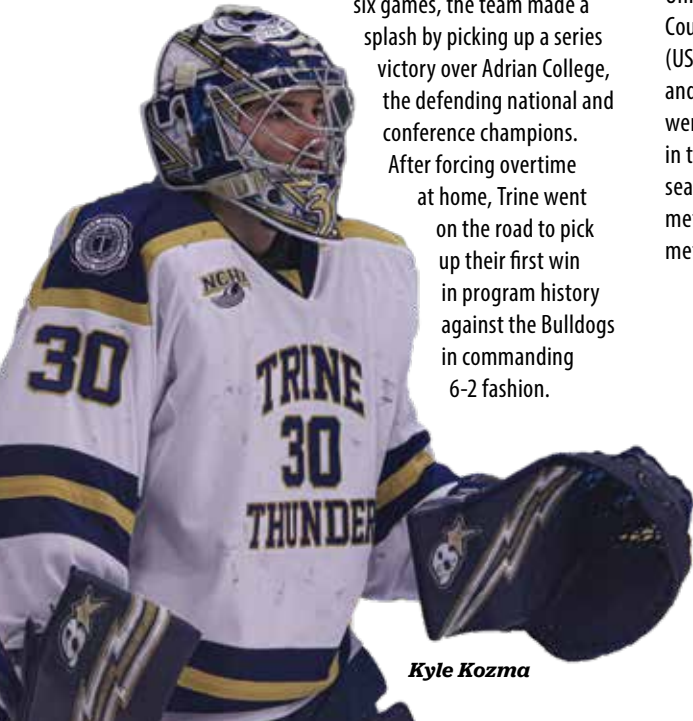 six games, the team made a
splash by picking up a series
victory over Adrian College,
the defending national and
conference champions.
After forcing overtime
at home, Trine went
on the road to pick
up their first win
in program history
against the Bulldogs
in commanding
6-2 fashion.
Cou
(US
and
wer
in t
sea
me
me
NCHA
30
TRINE
30
THUNDER
Kyle Kozma